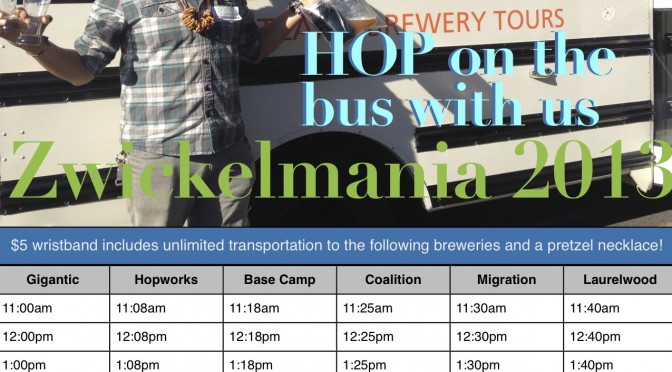 BREWERY TOURS
HOP on the
bus with us
Zwickelmania 2013
$5 wristband includes unlimited transportation to the following breweries and a pretzel necklace!
Gigantic Hopworks Base Camp Coalition Migration Laurelwood
11:00am 11:08am 11:18am 11:25am 11:30am 11:40am
12:00pm 12:08pm 12:18pm 12:25pm 12:30pm 12:40pm
1:00pm 1:08pm 1:18pm 1:25pm 1:30pm 1:40pm